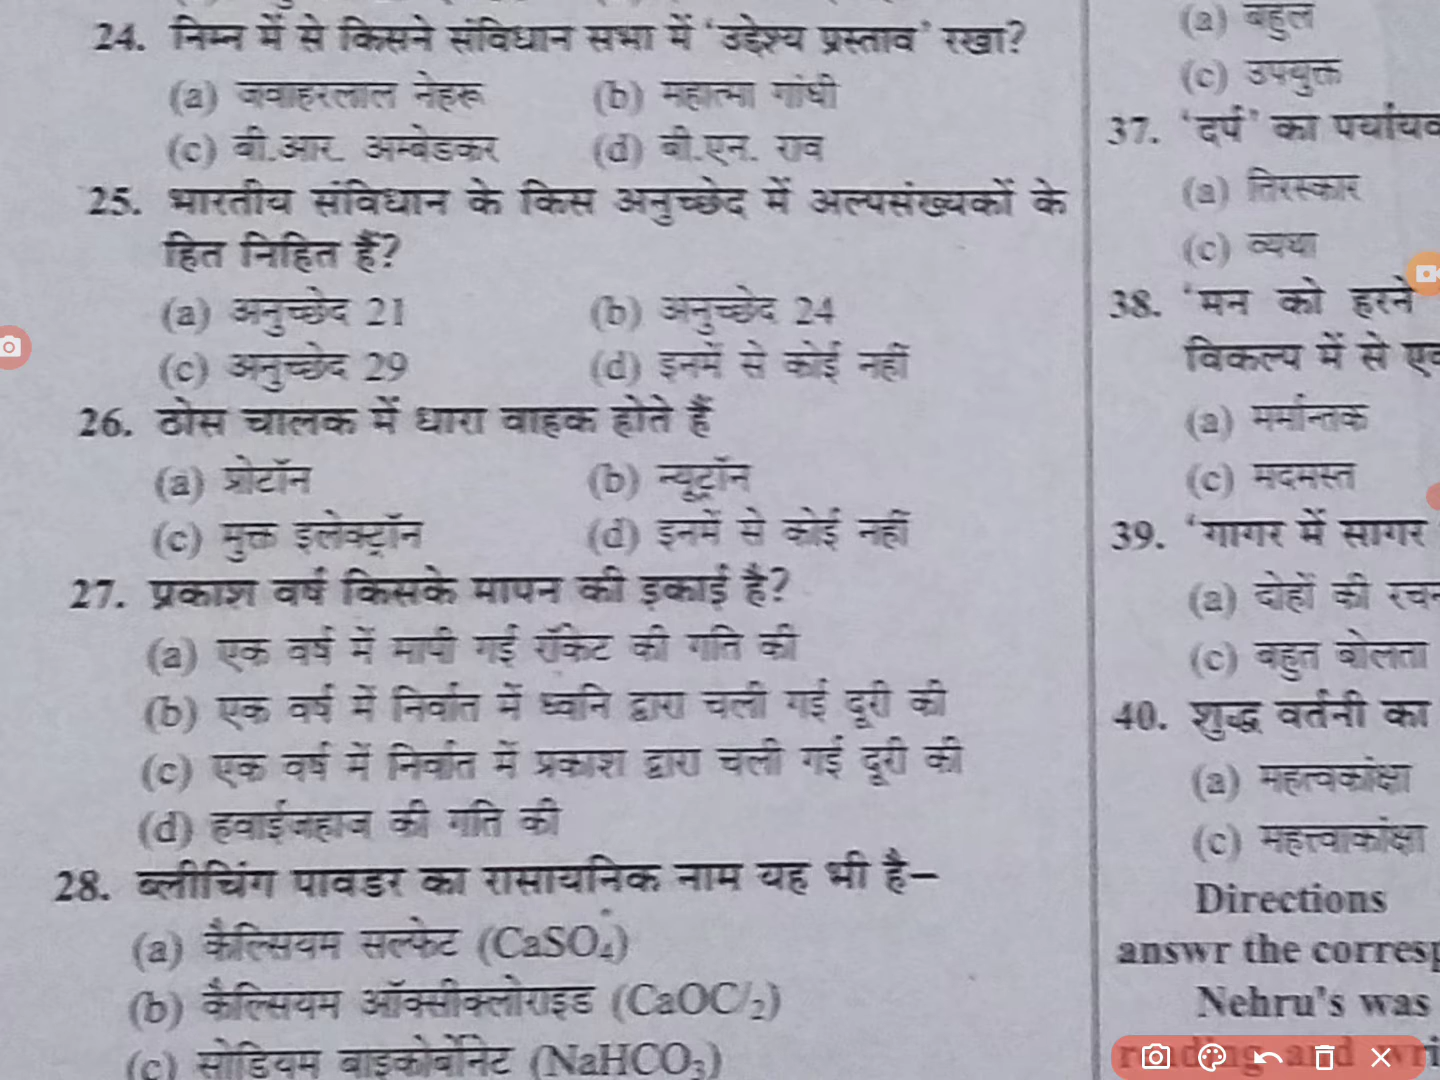 24. निम्न में से किसने संविधान सभा में ‘उद्देश्य प्रस्ताव’ रखा?
(a) जवाहरलाल नेहरू (b) महात्मा गांधी
(c) बी.आर. अम्बेडकर (d) बी.एन. राव
25. भारतीय संविधान के किस अनुच्छेद में अल्पसंख्यकों के
हित निहित हैं?
(a) अनुच्छेद 21 (b) अनुच्छेद 24
(c) अनुच्छेद 29 (d) इनमें से कोई नहीं
26. ठोस चालक में धारा वाहक होते हैं
(a) प्रोटॉन (b) न्यूट्रॉन
(c) मुक्त इलेक्ट्रॉन (d) इनमें से कोई नहीं
27. प्रकाश वर्ष किसके मापन की इकाई है?
(a) एक वर्ष में मापी गई रॉकेट की गति की
(b) एक वर्ष में निर्वात में ध्वनि द्वारा चली गई दूरी की
(c) एक वर्ष में निर्वात में प्रकाश द्वारा चली गई दूरी की
(d) हवाईजहाज की गति की
28. ब्लीचिंग पावडर का रासायनिक नाम यह भी है–
(a) कैल्सियम सल्फेट (CaSO₄)
(b) कैल्सियम ऑक्सीक्लोराइड (CaOCl₂)
(c) सोडियम बाइकोर्बोनेट (NaHCO₃)
(a) बहुल
(c) उपयुक्त
37. ‘दर्प’ का
(a) तिरस्कार
(c) व्यथा
38. ‘मन को हरने
विकल्प में से
(a) मर्मान्तक
(c) मदमस्त
39. ‘गागर में सागर
(a) दोहों की
(c) बहुत बोलता
40. शुद्ध वर्तनी का
(a) महत्वकांक्षा
(c) महत्त्वाकांक्षा
Directions
answr the
Nehru's was